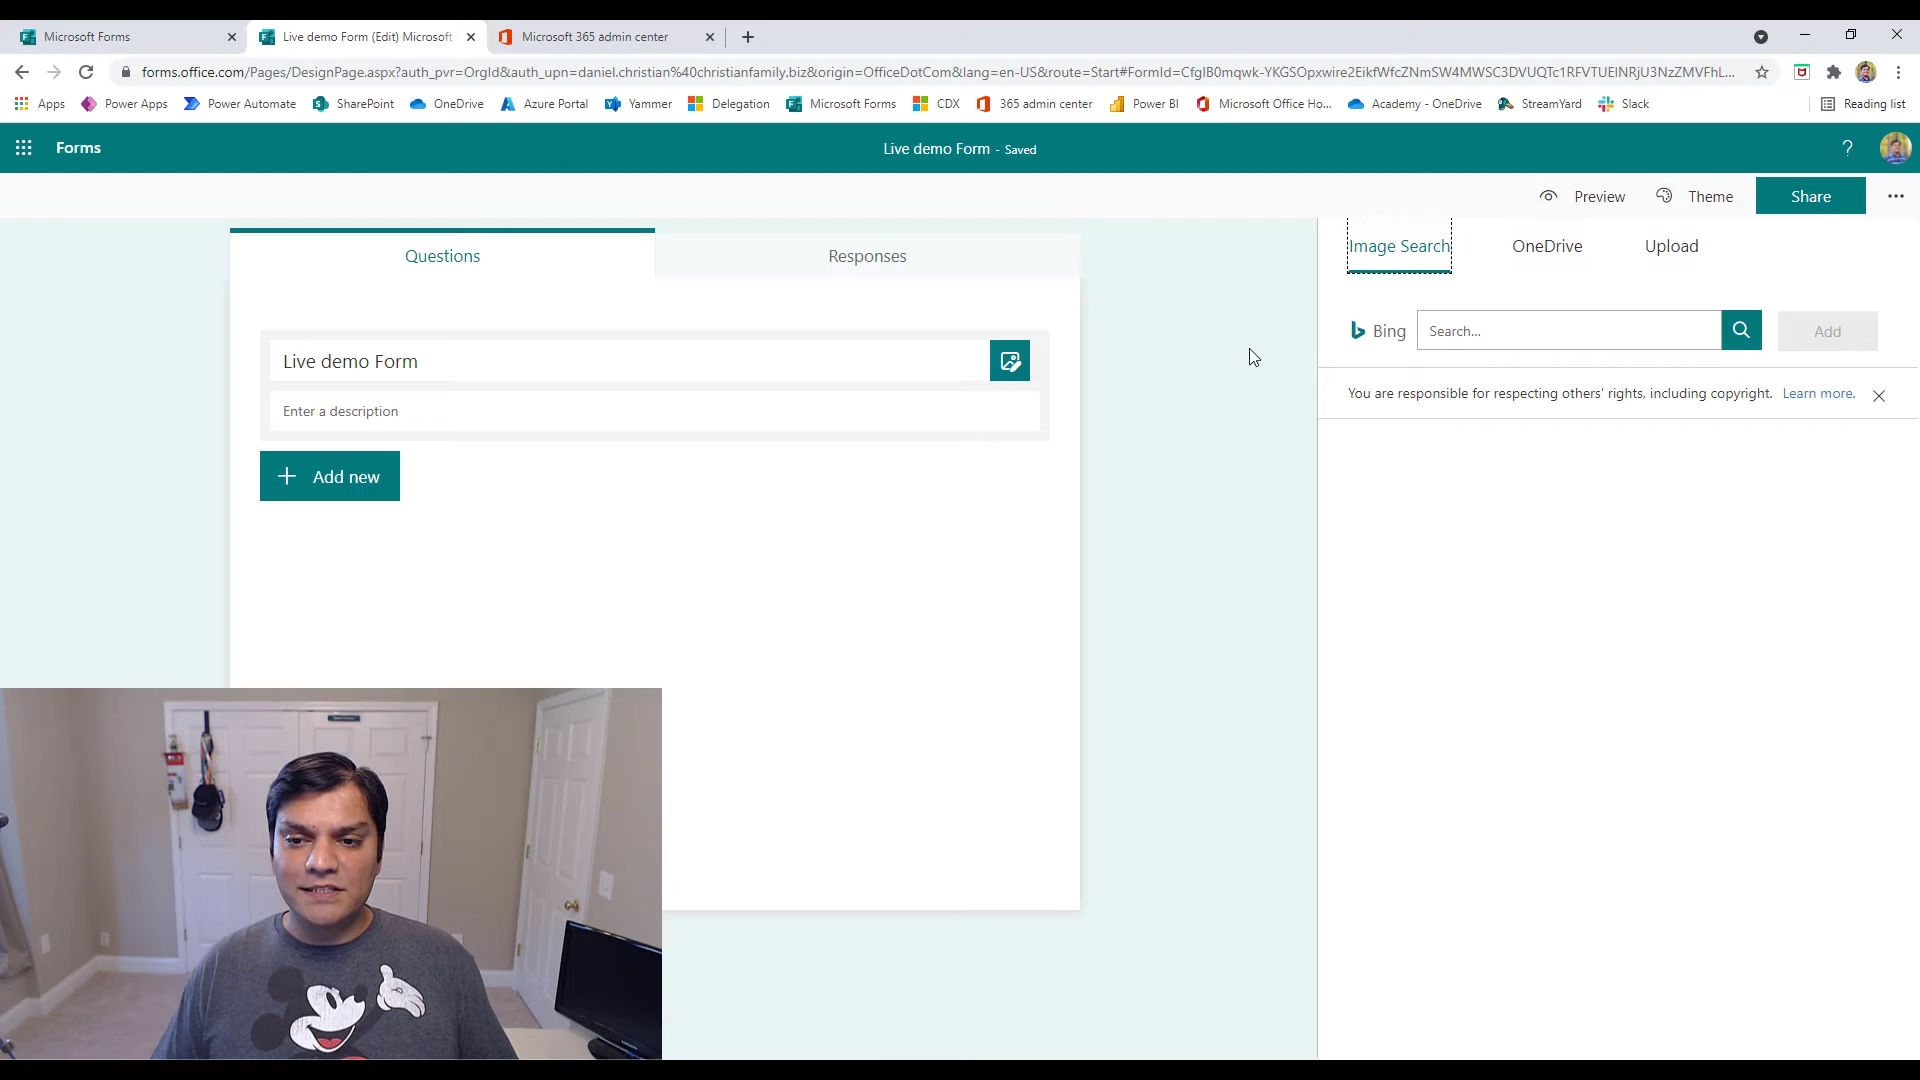 Microsoft Forms
Live demo Form (Edit) Microsoft
Microsoft 365 admin center
forms.office.com/Pages/DesignPage.aspx?auth_pvr=OrgId&auth_upn=daniel.christian%40christianfamily.biz&origin=OfficeDotCom&lang=en-US&route=Start#FormId=CfgIB0mqwk-YKGSOpxwire2EikfWfcZNmSW4MWSC3DVUQTc1RFVTUElNRjU3NzZMVFhL...
Apps Power Apps Power Automate SharePoint OneDrive Azure Portal Yammer Delegation Microsoft Forms CDX 365 admin center Power BI Microsoft Office Ho... Academy - OneDrive StreamYard Slack Reading list
Forms
Live demo Form - Saved
?
Preview Theme Share
Questions Responses
Image Search OneDrive Upload
Bing Search... Add
You are responsible for respecting others' rights, including copyright. Learn more.
Live demo Form
Enter a description
Add new